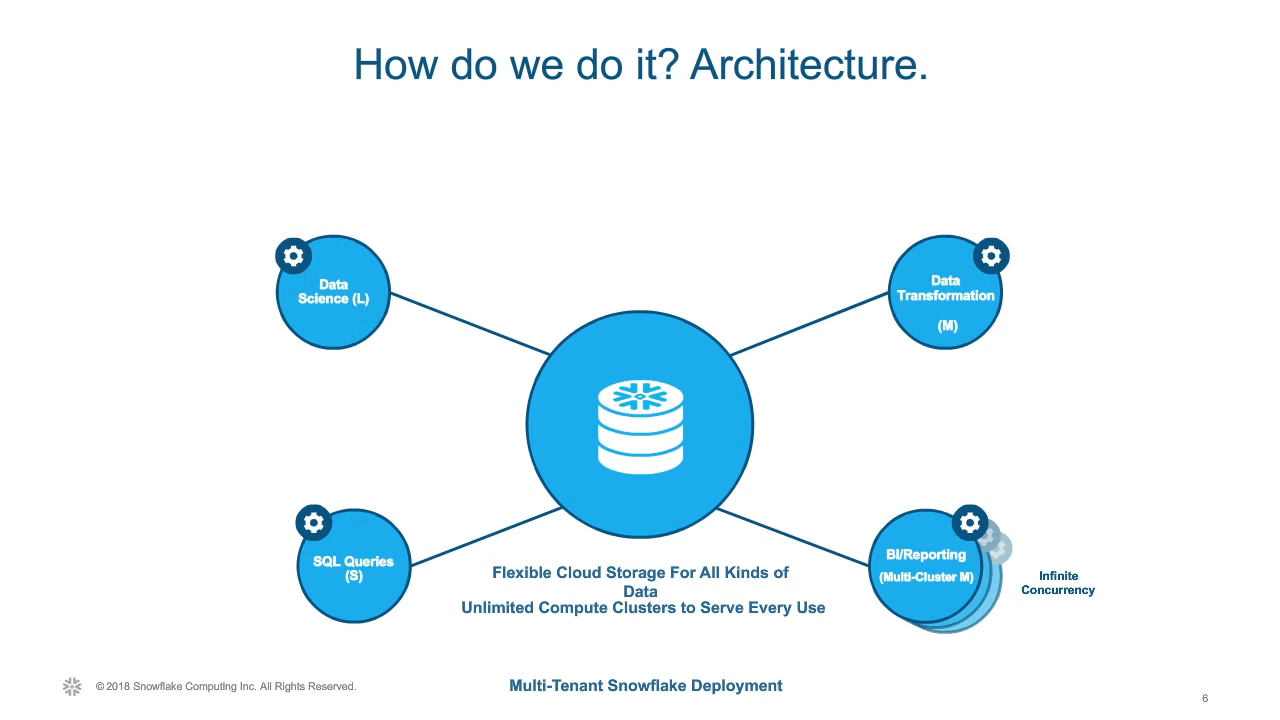 How do we do it? Architecture.
Data
Science (L)
Data
Transformation
(M)
SQL Queries
(S)
BI/Reporting
(Multi-Cluster M)
Infinite
Concurrency
Flexible Cloud Storage For All Kinds of
Data
Unlimited Compute Clusters to Serve Every Use
© 2018 Snowflake Computing Inc. All Rights Reserved.
Multi-Tenant Snowflake Deployment
6